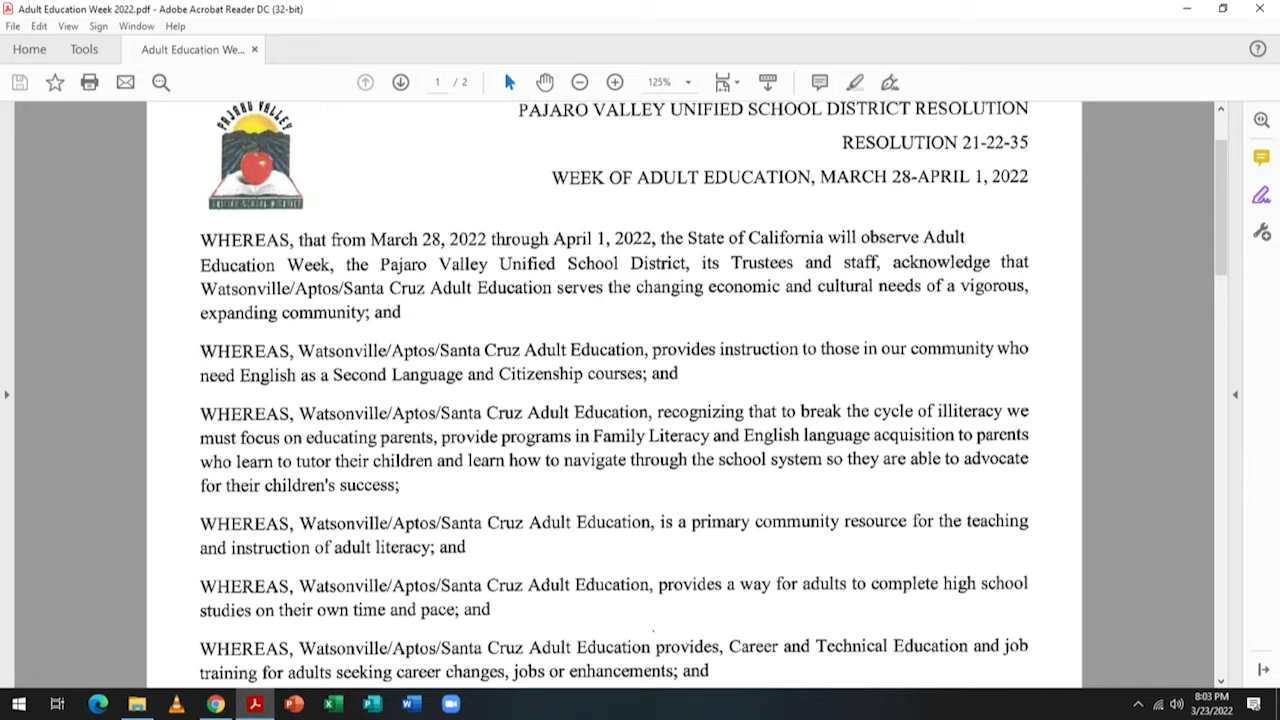 Adult Education Week 2022.pdf - Adobe Acrobat Reader DC (32-bit)
File Edit View Sign Window Help
Home Tools Adult Education We... ×
1 / 2 125%
PAJARO VALLEY
PAJARO VALLEY UNIFIED SCHOOL DISTRICT RESOLUTION
RESOLUTION 21-22-35
WEEK OF ADULT EDUCATION, MARCH 28-APRIL 1, 2022
UNIFIED SCHOOL DISTRICT
WHEREAS, that from March 28, 2022 through April 1, 2022, the State of California will observe Adult
Education Week, the Pajaro Valley Unified School District, its Trustees and staff, acknowledge that
Watsonville/Aptos/Santa Cruz Adult Education serves the changing economic and cultural needs of a vigorous,
expanding community; and
WHEREAS, Watsonville/Aptos/Santa Cruz Adult Education, provides instruction to those in our community who
need English as a Second Language and Citizenship courses; and
WHEREAS, Watsonville/Aptos/Santa Cruz Adult Education, recognizing that to break the cycle of illiteracy we
must focus on educating parents, provide programs in Family Literacy and English language acquisition to parents
who learn to tutor their children and learn how to navigate through the school system so they are able to advocate
for their children's success;
WHEREAS, Watsonville/Aptos/Santa Cruz Adult Education, is a primary community resource for the teaching
and instruction of adult literacy; and
WHEREAS, Watsonville/Aptos/Santa Cruz Adult Education, provides a way for adults to complete high school
studies on their own time and pace; and
WHEREAS, Watsonville/Aptos/Santa Cruz Adult Education provides, Career and Technical Education and job
training for adults seeking career changes, jobs or enhancements; and
8:03 PM
3/23/2022